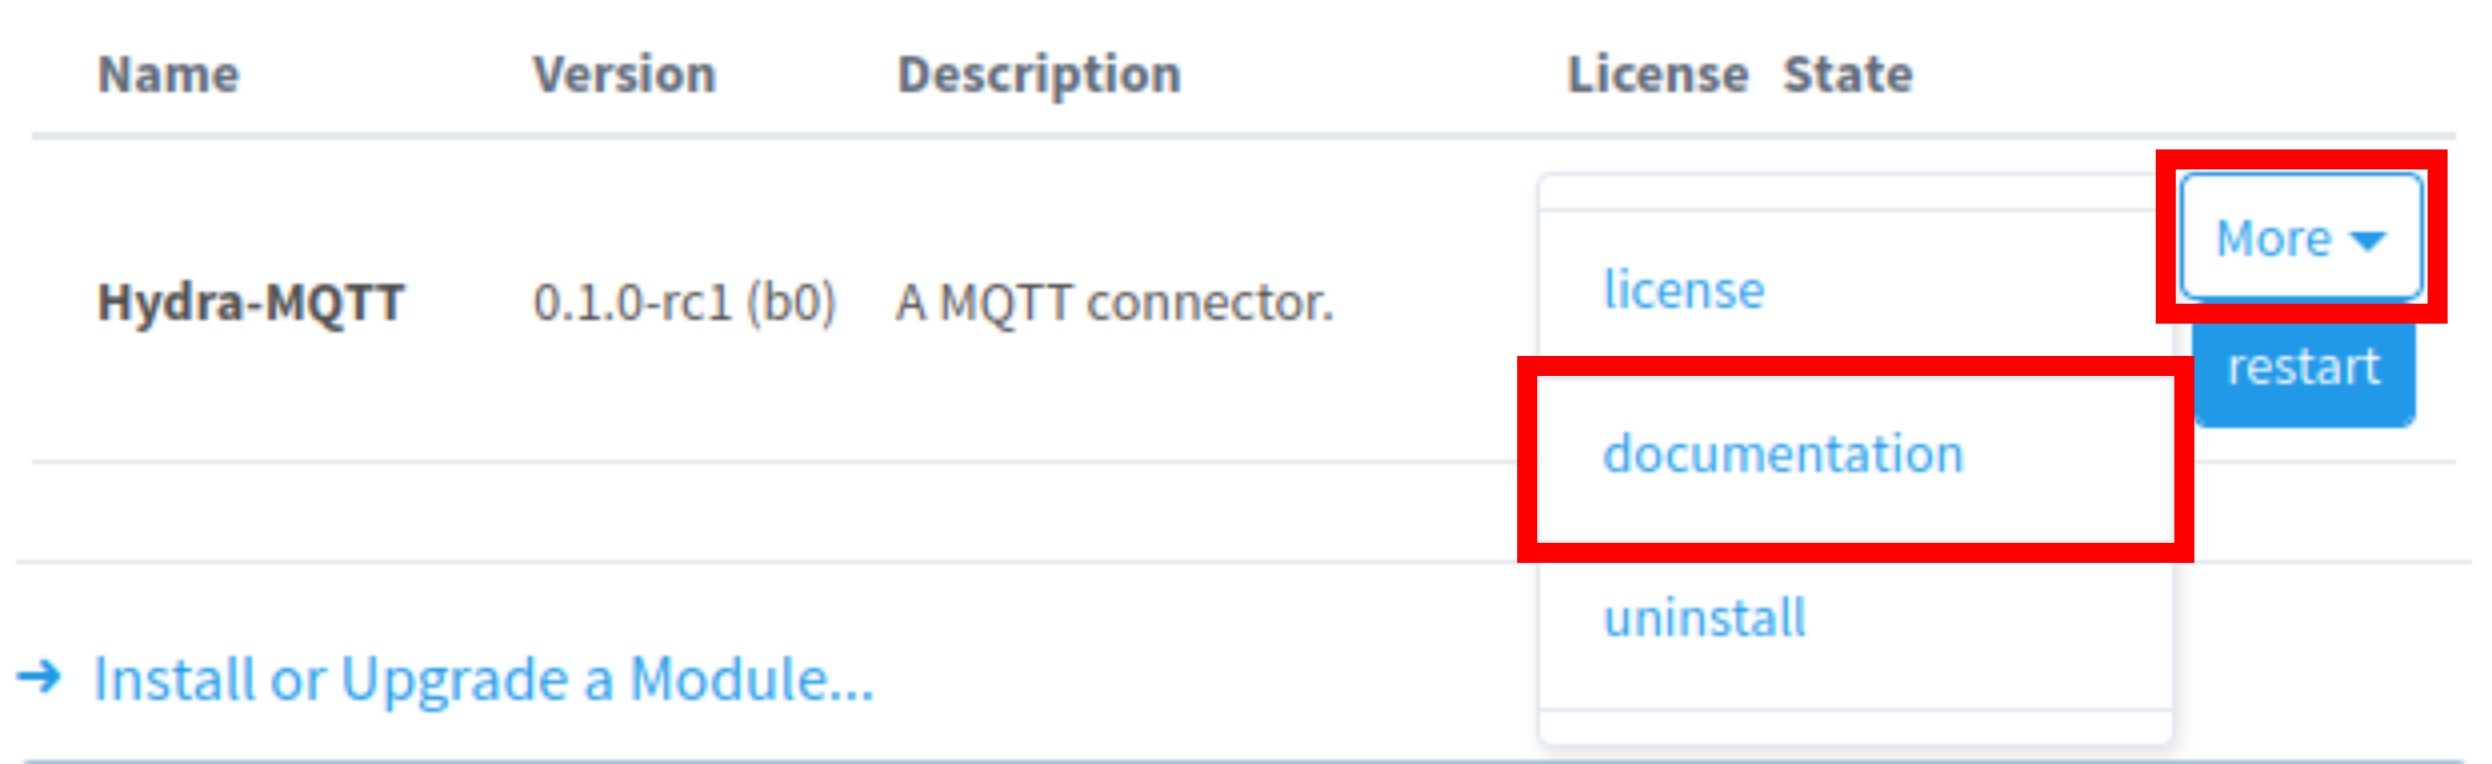 Name Version Description License State
More
license
Hydra-MQTT 0.1.0-rc1 (b0) A MQTT connector.
restart
documentation
uninstall
Install or Upgrade a Module...